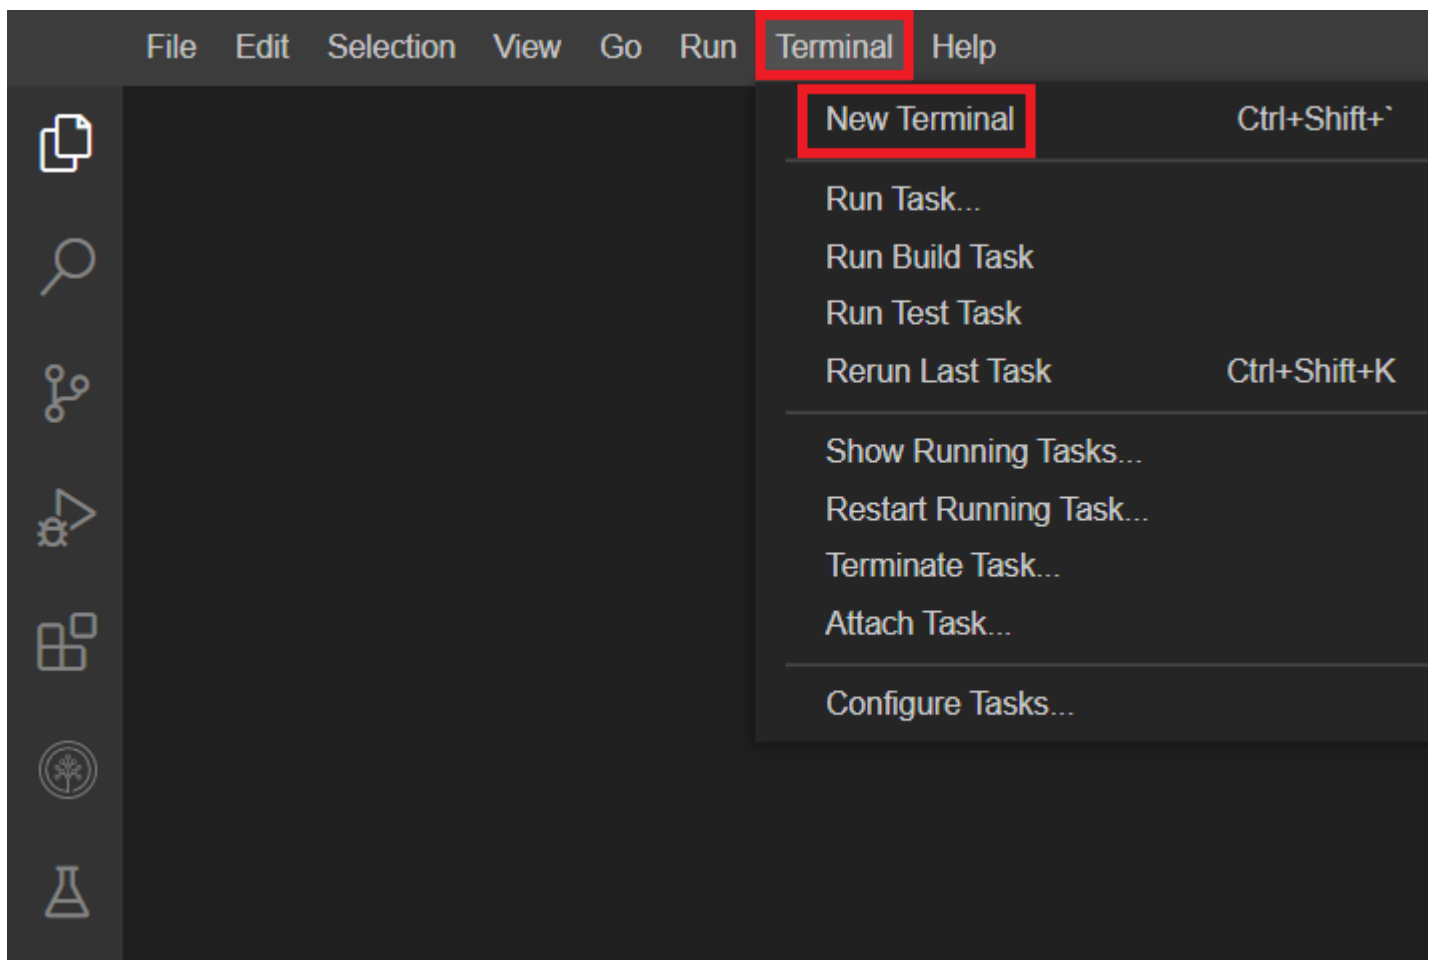 File Edit Selection View Go Run Terminal Help
New Terminal Ctrl+Shift+`
Run Task...
Run Build Task
Run Test Task
Rerun Last Task Ctrl+Shift+K
Show Running Tasks...
Restart Running Task...
Terminate Task...
Attach Task...
Configure Tasks...